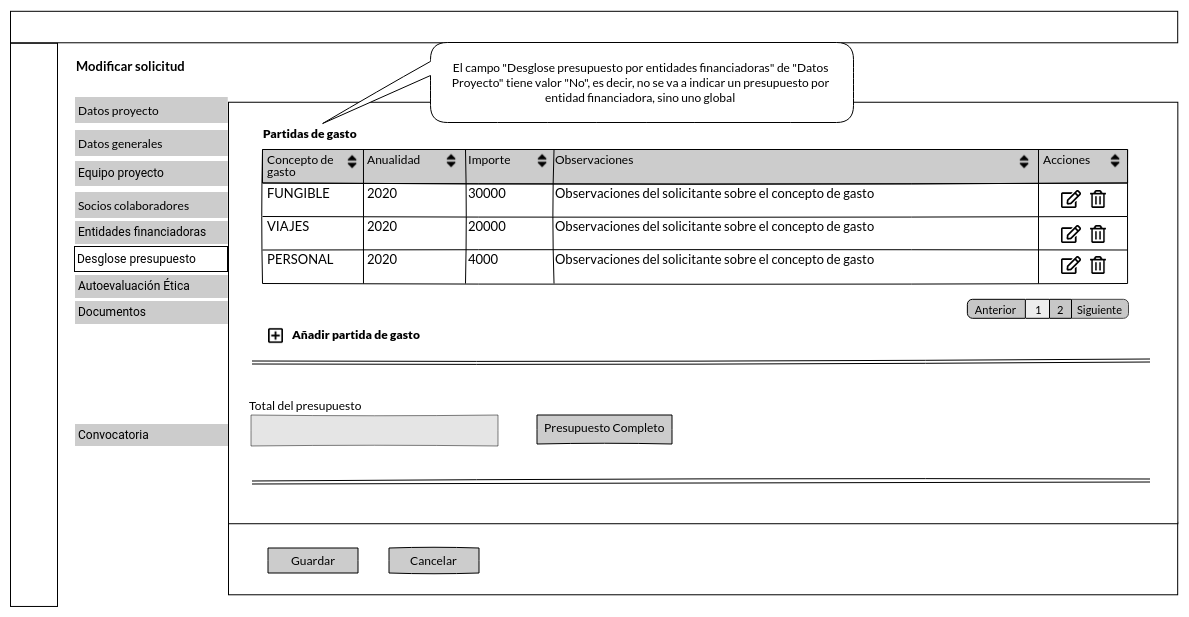 Modificar solicitud
El campo "Desglose presupuesto por entidades financiadoras" de "Datos
Proyecto" tiene valor "No", es decir, no se va a indicar un presupuesto por
entidad financiadora, sino uno global
Datos proyecto
Datos generales
Equipo proyecto
Socios colaboradores
Entidades financiadoras
Desglose presupuesto
Autoevaluación Ética
Documentos
Convocatoria
Partidas de gasto
Concepto de
gasto
Anualidad
Importe
Observaciones
Acciones
FUNGIBLE 2020 30000 Observaciones del solicitante sobre el concepto de gasto
VIAJES 2020 20000 Observaciones del solicitante sobre el concepto de gasto
PERSONAL 2020 4000 Observaciones del solicitante sobre el concepto de gasto
Anterior 1 2 Siguiente
Añadir partida de gasto
Total del presupuesto
Presupuesto Completo
Guardar
Cancelar